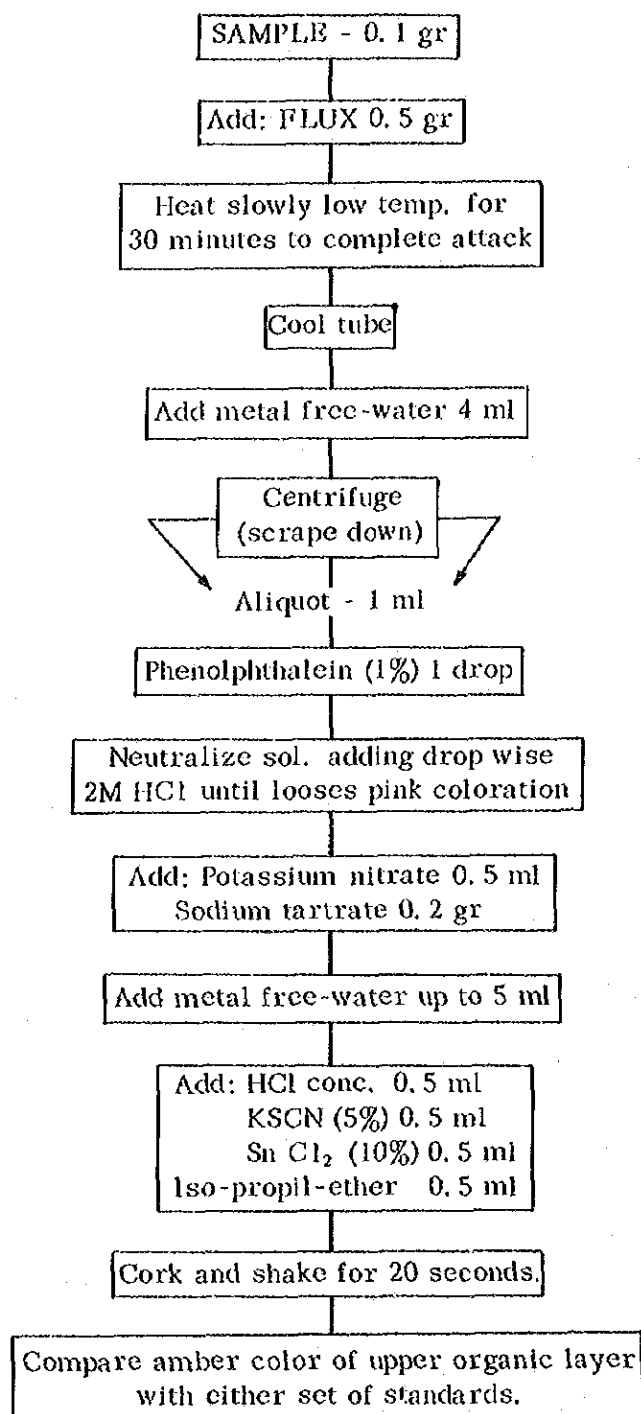 SAMPLE - 0.1 gr
Add: FLUX 0.5 gr
Heat slowly low temp. for
30 minutes to complete attack
Cool tube
Add metal free-water 4 ml
Centrifuge
(scrape down)
Aliquot - 1 ml
Phenolphthalein (1%) 1 drop
Neutralize sol. adding drop wise
2M HCl until looses pink coloration
Add: Potassium nitrate 0.5 ml
Sodium tartrate 0.2 gr
Add metal free-water up to 5 ml
Add: HCl conc. 0.5 ml
KSCN (5%) 0.5 ml
Sn Cl₂ (10%) 0.5 ml
Iso-propil-ether 0.5 ml
Cork and shake for 20 seconds.
Compare amber color of upper organic layer
with either set of standards.